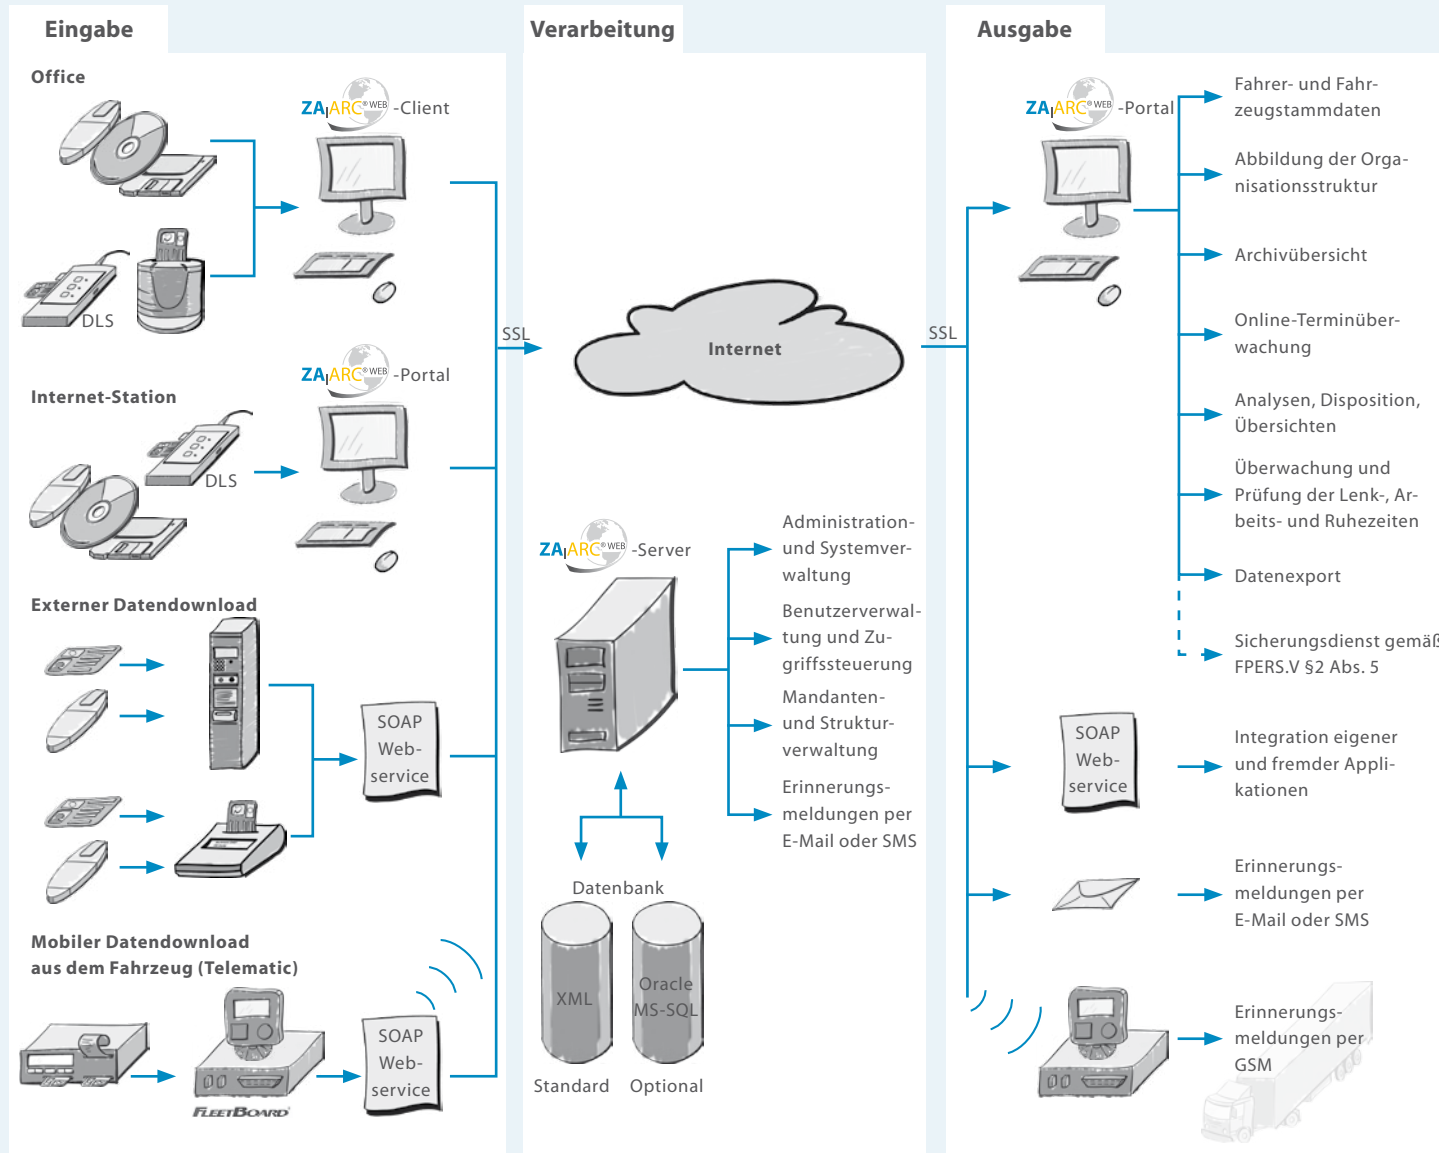 Eingabe
Office
ZA|ARC® WEB -Client
DLS
SSL
ZA|ARC® WEB -Portal
Internet-Station
DLS
Externer Datendownload
SOAP
Web-
service
Mobiler Datendownload
aus dem Fahrzeug (Telematic)
SOAP
Web-
service
FLEETBOARD®
Verarbeitung
Internet
ZA|ARC® WEB -Server
Administration-
und Systemver-
waltung
Benutzerverwal-
tung und Zu-
griffssteuerung
Mandanten-
und Struktur-
verwaltung
Erinnerungs-
meldungen per
E-Mail oder SMS
Datenbank
XML
Oracle
MS-SQL
Standard
Optional
Ausgabe
SSL
ZA|ARC® WEB -Portal
Fahrer- und Fahr-
zeugstammdaten
Abbildung der Orga-
nisationsstruktur
Archivübersicht
Online-Terminüber-
wachung
Analysen, Disposition,
Übersichten
Überwachung und
Prüfung der Lenk-, Ar-
beits- und Ruhezeiten
Datenexport
Sicherungsdienst gemäß
FPERS.V §2 Abs. 5
SOAP
Web-
service
Integration eigener
und fremder Appli-
kationen
Erinnerungs-
meldungen per
E-Mail oder SMS
Erinnerungs-
meldungen per
GSM